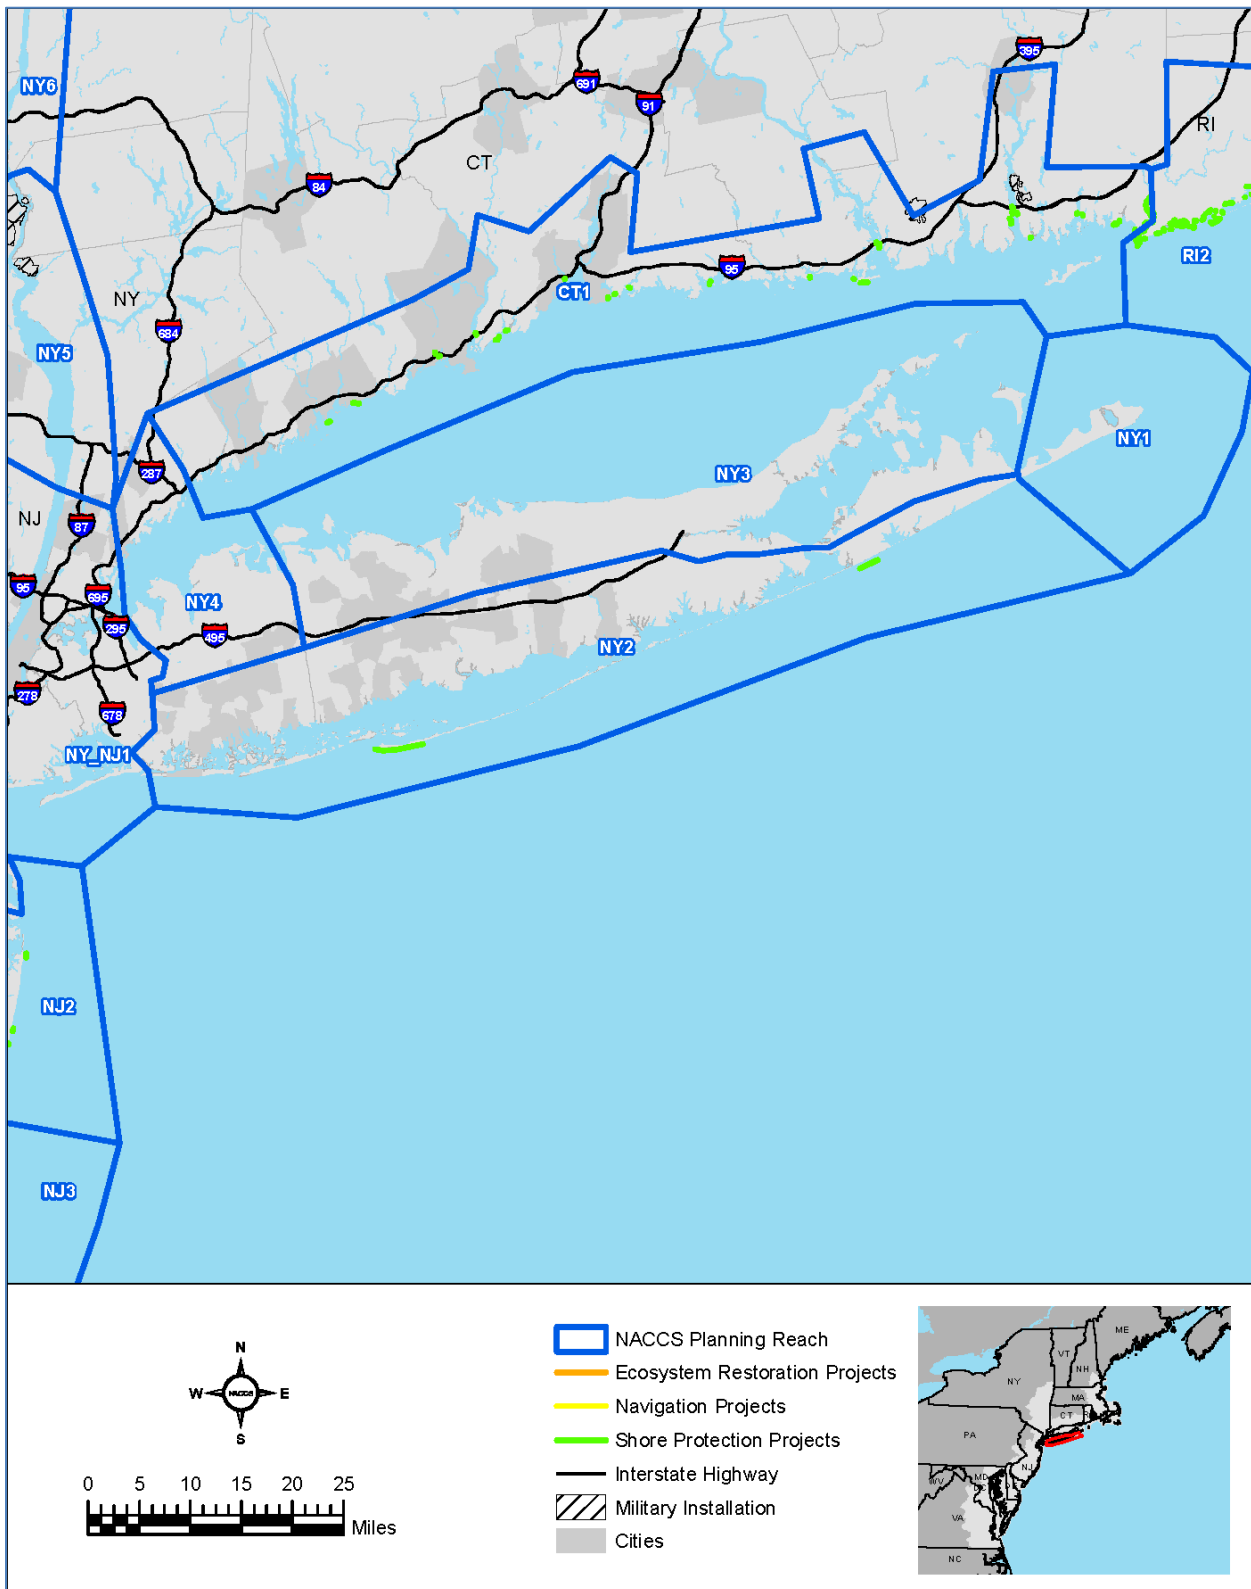 395
NY6
691
91
RI
CT
84
RI2
95
CT1
NY
684
NY5
NY1
NY3
287
NJ
87
95
695
NY4
295
495
NY2
278
678
NY_NJ1
NJ2
NJ3
N
W NACCS E
S
0 5 10 15 20 25
Miles
NACCS Planning Reach
Ecosystem Restoration Projects
Navigation Projects
Shore Protection Projects
Interstate Highway
Military Installation
Cities
ME
VT
NH
NY
MA
CT
PA
NJ
MD
WV
VA
NC